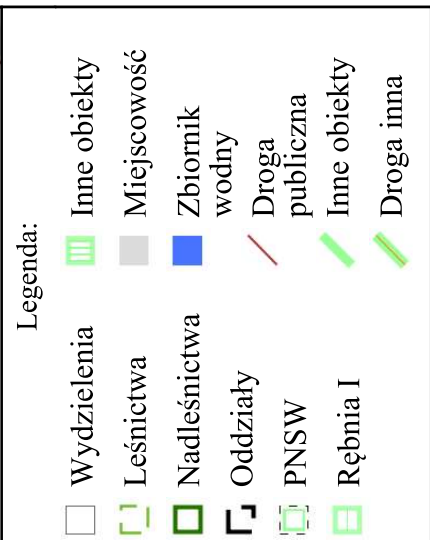 Legenda:
Wydzielenia
Leśnictwa
Nadleśnictwa
Oddziały
PNSW
Rębnia I
Inne obiekty
Miejscowość
Zbiornik
wodny
Droga
publiczna
Inne obiekty
Droga inna